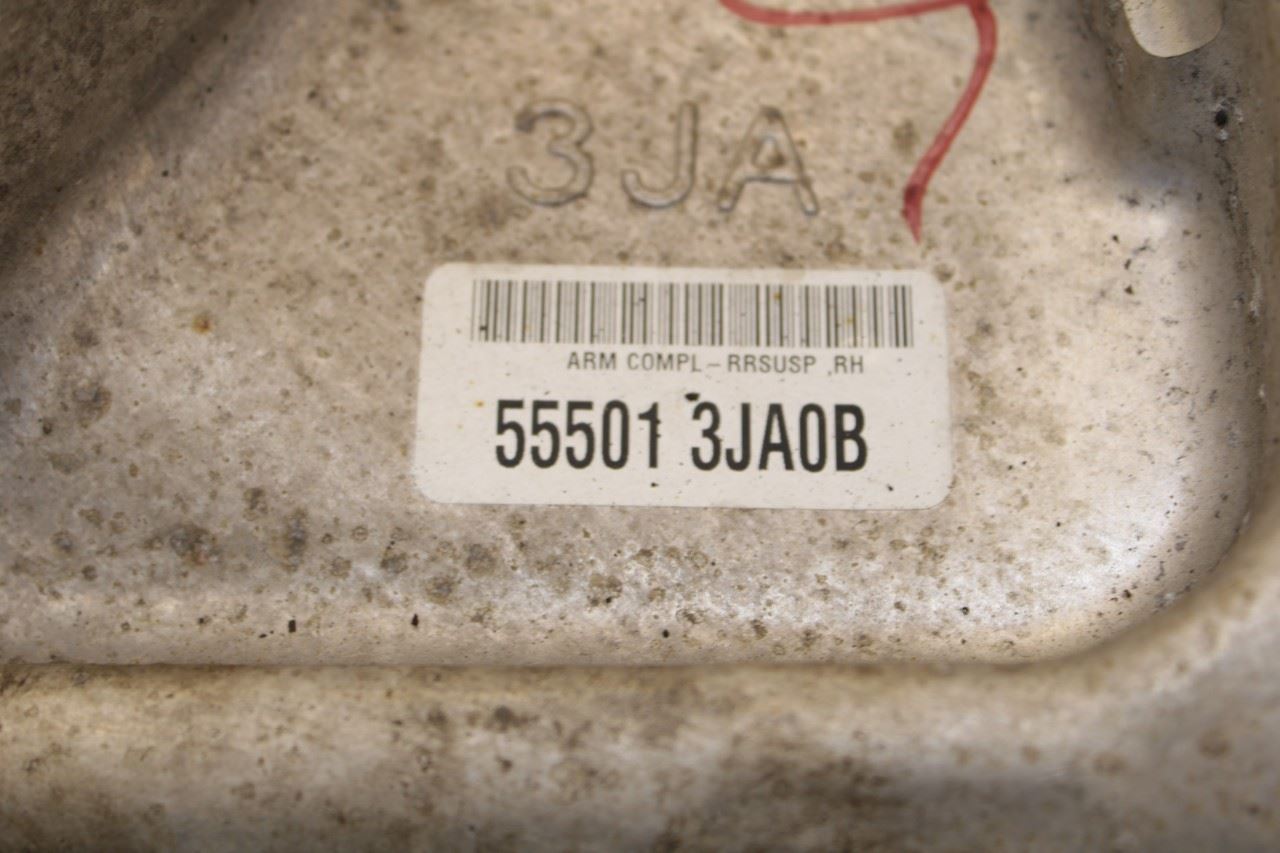 3JA
ARM COMPL-RRSUSP ,RH
55501 3JA0B